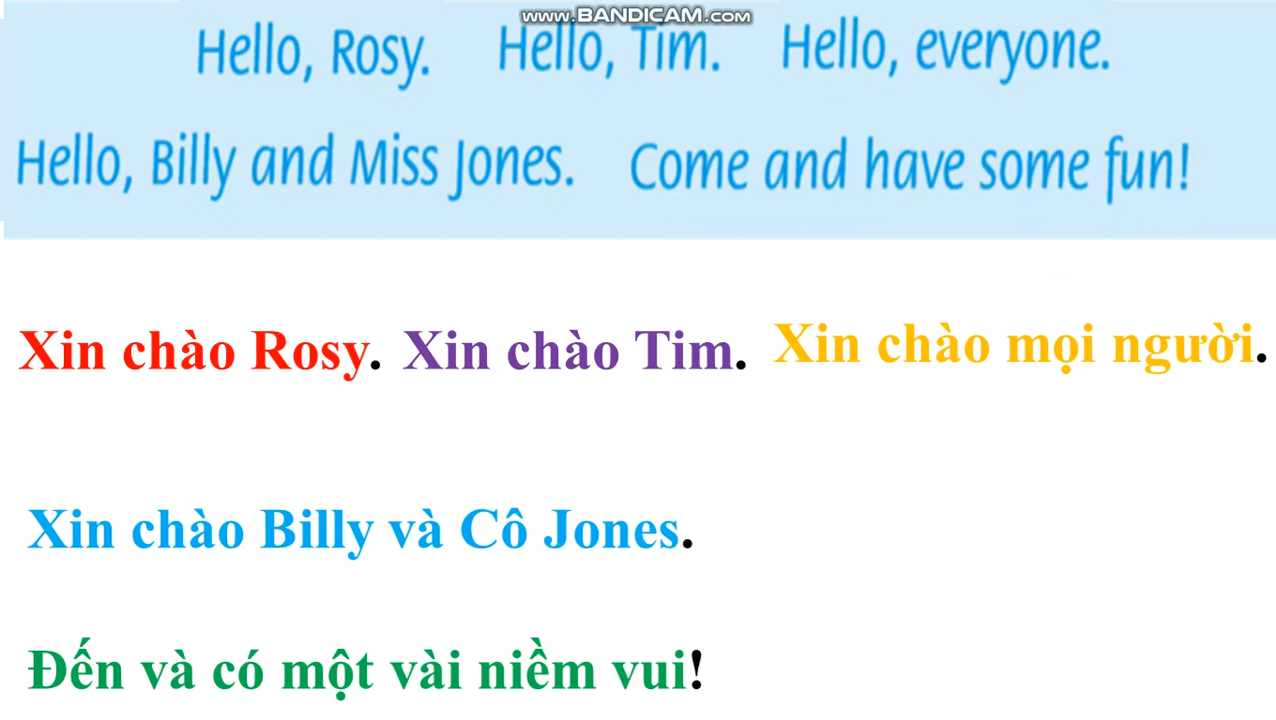 www.BANDICAM.com
Hello, Rosy. Hello, Tim. Hello, everyone.
Hello, Billy and Miss Jones. Come and have some fun!
Xin chào Rosy. Xin chào Tim. Xin chào mọi người.
Xin chào Billy và Cô Jones.
Đến và có một vài niềm vui!